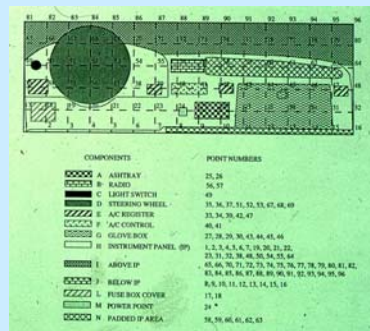 81 82 83 84 85 86 87 88 89 90 91 92 93 94 95 96
COMPONENTS POINT NUMBERS
A ASHTRAY 25, 26
B RADIO 56, 57
C LIGHT SWITCH 49
D STEERING WHEEL 35, 36, 37, 51, 52, 53, 67, 68, 69
E A/C REGISTER 33, 34, 39, 42, 47
F A/C CONTROL 40, 41
G GLOVE BOX 27, 28, 29, 30, 43, 44, 45, 46
H INSTRUMENT PANEL (IP) 1, 2, 3, 4, 5, 6, 7, 19, 20, 21, 22,
23, 31, 32, 38, 48, 50, 54, 55, 64
I ABOVE IP 65, 66, 70, 71, 72, 73, 74, 75, 76, 77, 78, 79, 80, 81, 82,
83, 84, 85, 86, 87, 88, 89, 90, 91, 92, 93, 94, 95, 96
J BELOW IP 8, 9, 10, 11, 12, 13, 14, 15, 16
L FUSE BOX COVER 17, 18
M POWER POINT 24
N PADDED IP AREA 58, 59, 60, 61, 62, 63